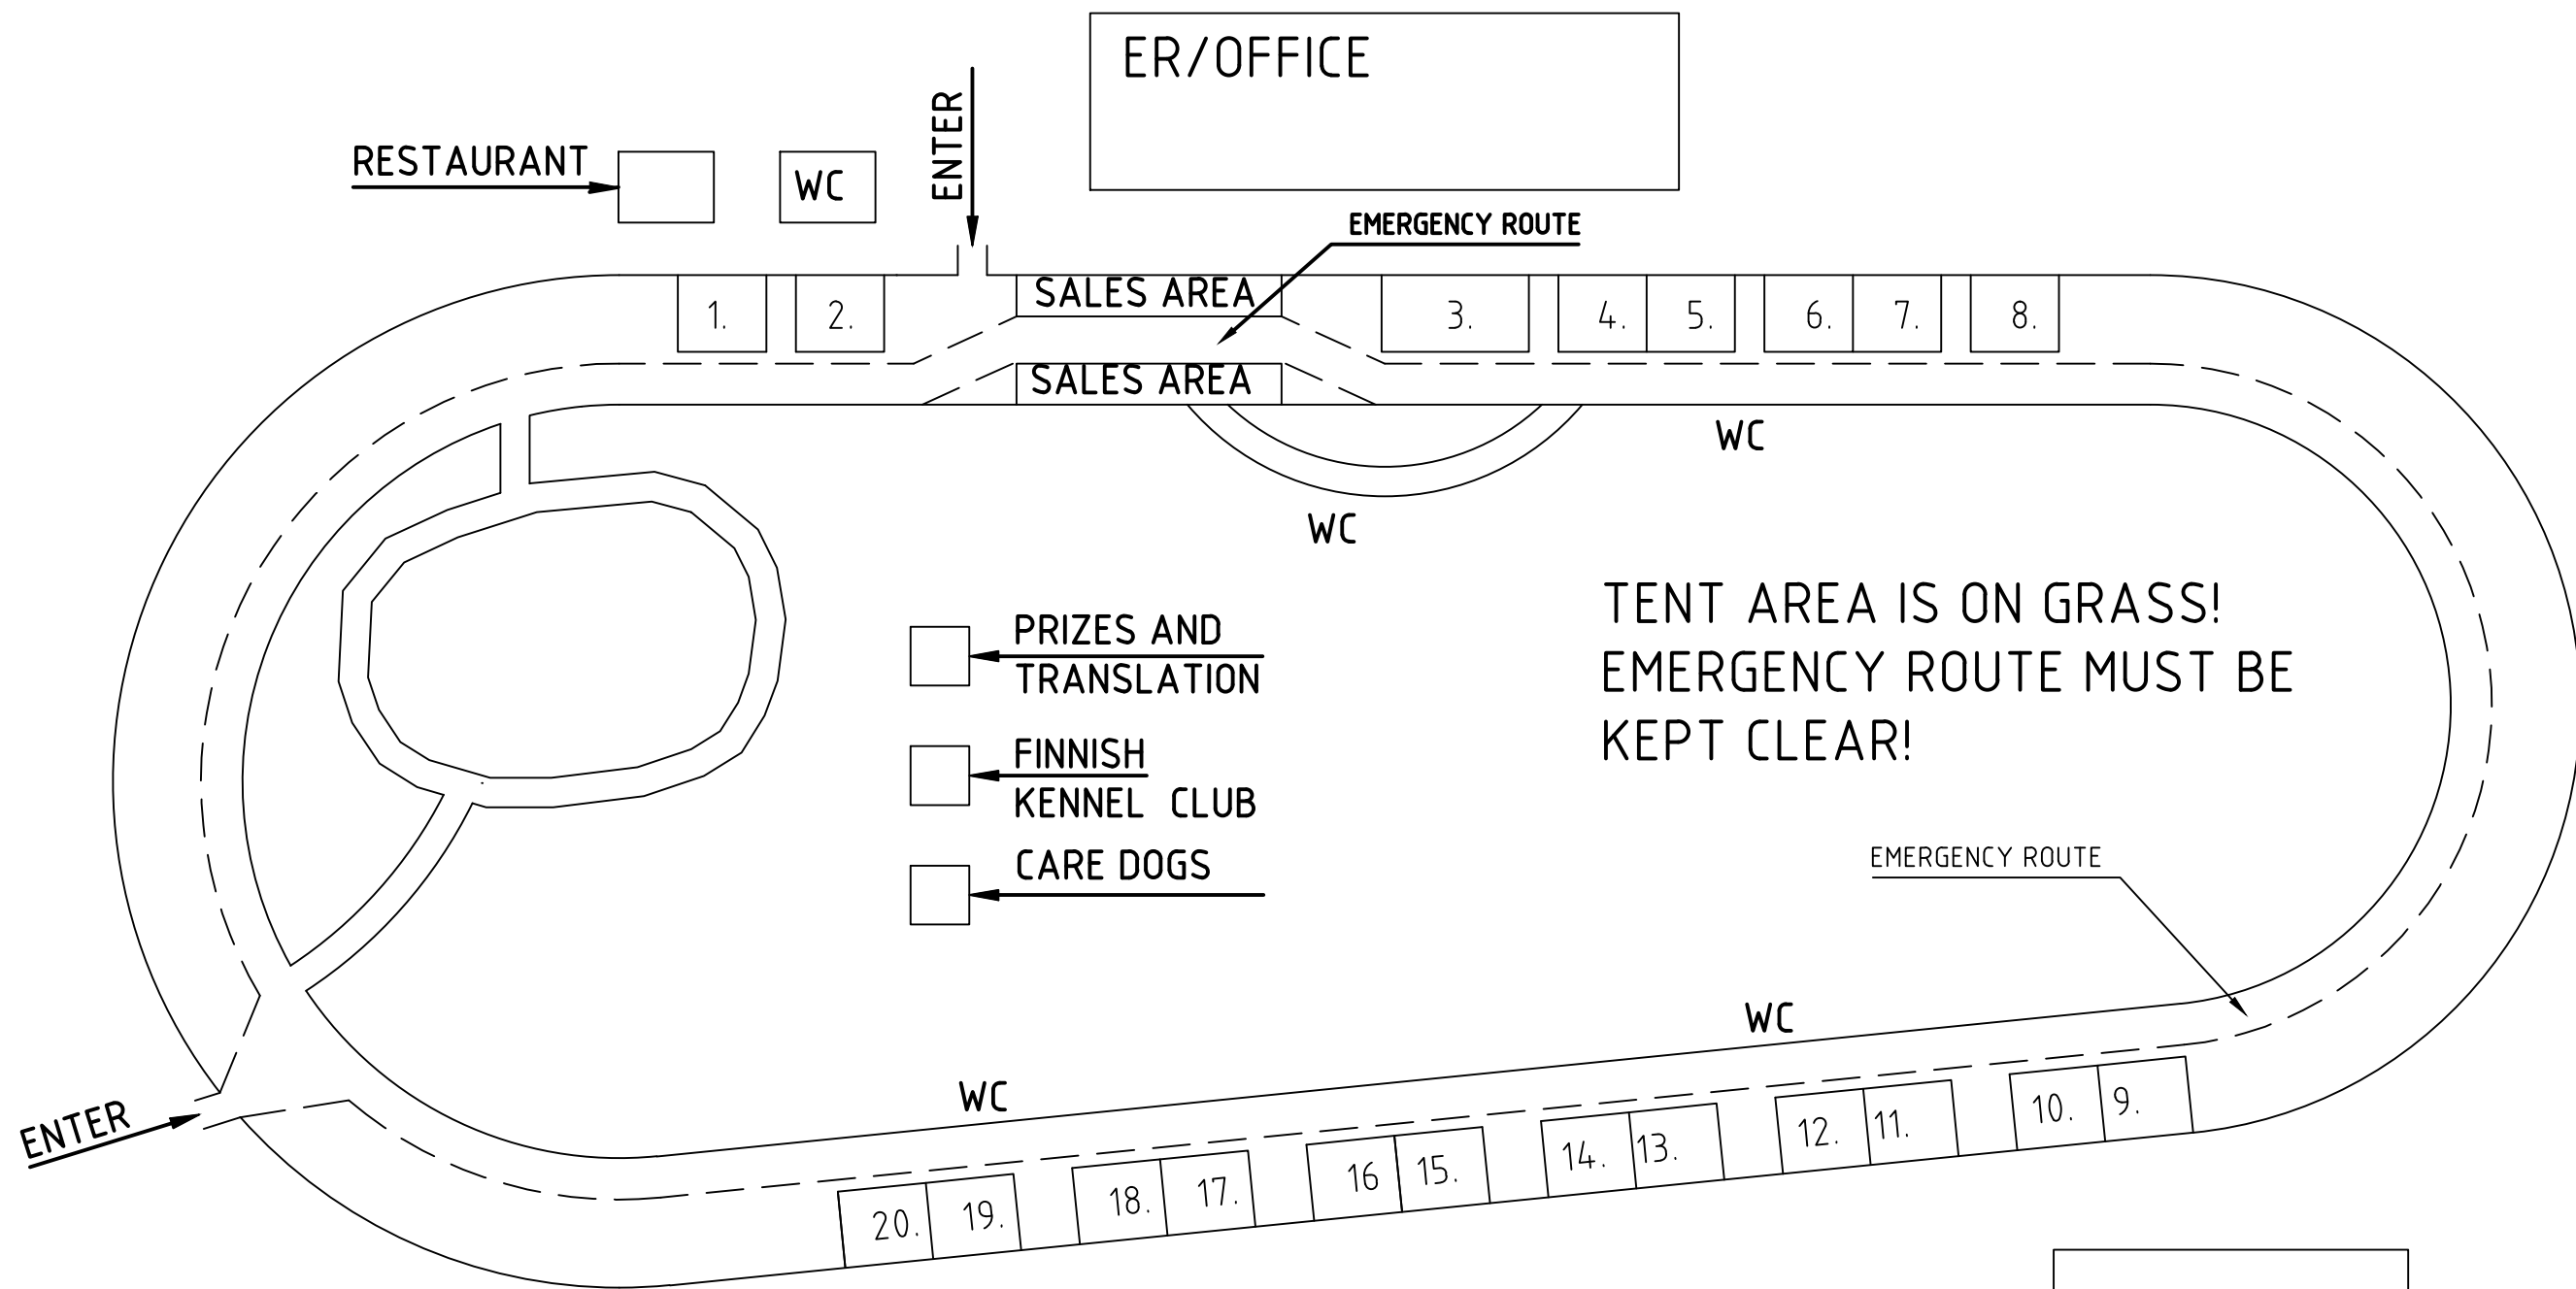 ER/OFFICE
ENTER
RESTAURANT
WC
EMERGENCY ROUTE
SALES AREA
1.
2.
3.
4.
5.
6.
7.
8.
SALES AREA
WC
WC
TENT AREA IS ON GRASS!
EMERGENCY ROUTE MUST BE
KEPT CLEAR!
PRIZES AND
TRANSLATION
FINNISH
KENNEL CLUB
CARE DOGS
EMERGENCY ROUTE
WC
WC
ENTER
20.
19.
18.
17.
16
15.
14.
13.
12.
11.
10.
9.